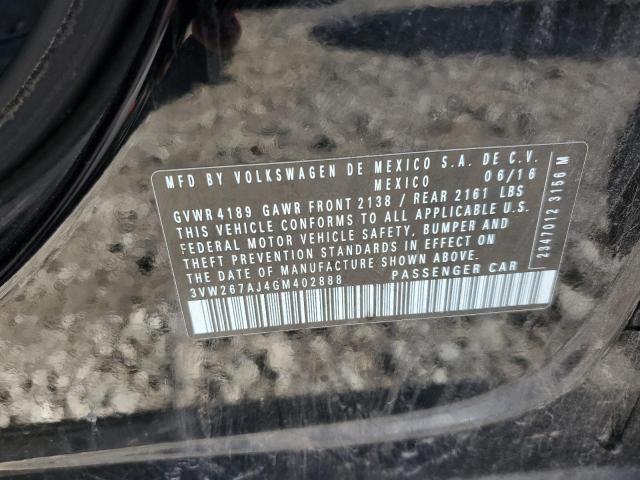 MFD BY VOLKSWAGEN DE MEXICO S.A. DE C.V.
MEXICO 06/16
GVWR 4189 GAWR FRONT 2138 / REAR 2161 LBS
THIS VEHICLE CONFORMS TO ALL APPLICABLE U.S.
FEDERAL MOTOR VEHICLE SAFETY, BUMPER AND
THEFT PREVENTION STANDARDS IN EFFECT ON
THE DATE OF MANUFACTURE SHOWN ABOVE.
3VW267AJ4GM402888 PASSENGER CAR
2347012 3156 M